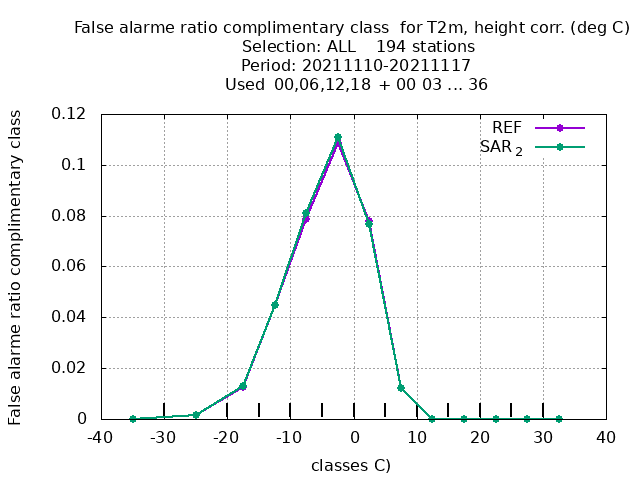 False alarme ratio complimentary class  for T2m, height corr. (deg C)
Selection: ALL    194 stations
Period: 20211110-20211117
Used  00,06,12,18  + 00 03 ... 36
False alarme ratio complimentary class
0.12
0.1
0.08
0.06
0.04
0.02
0
REF
SAR 2
-40 -30 -20 -10 0 10 20 30 40
classes C)